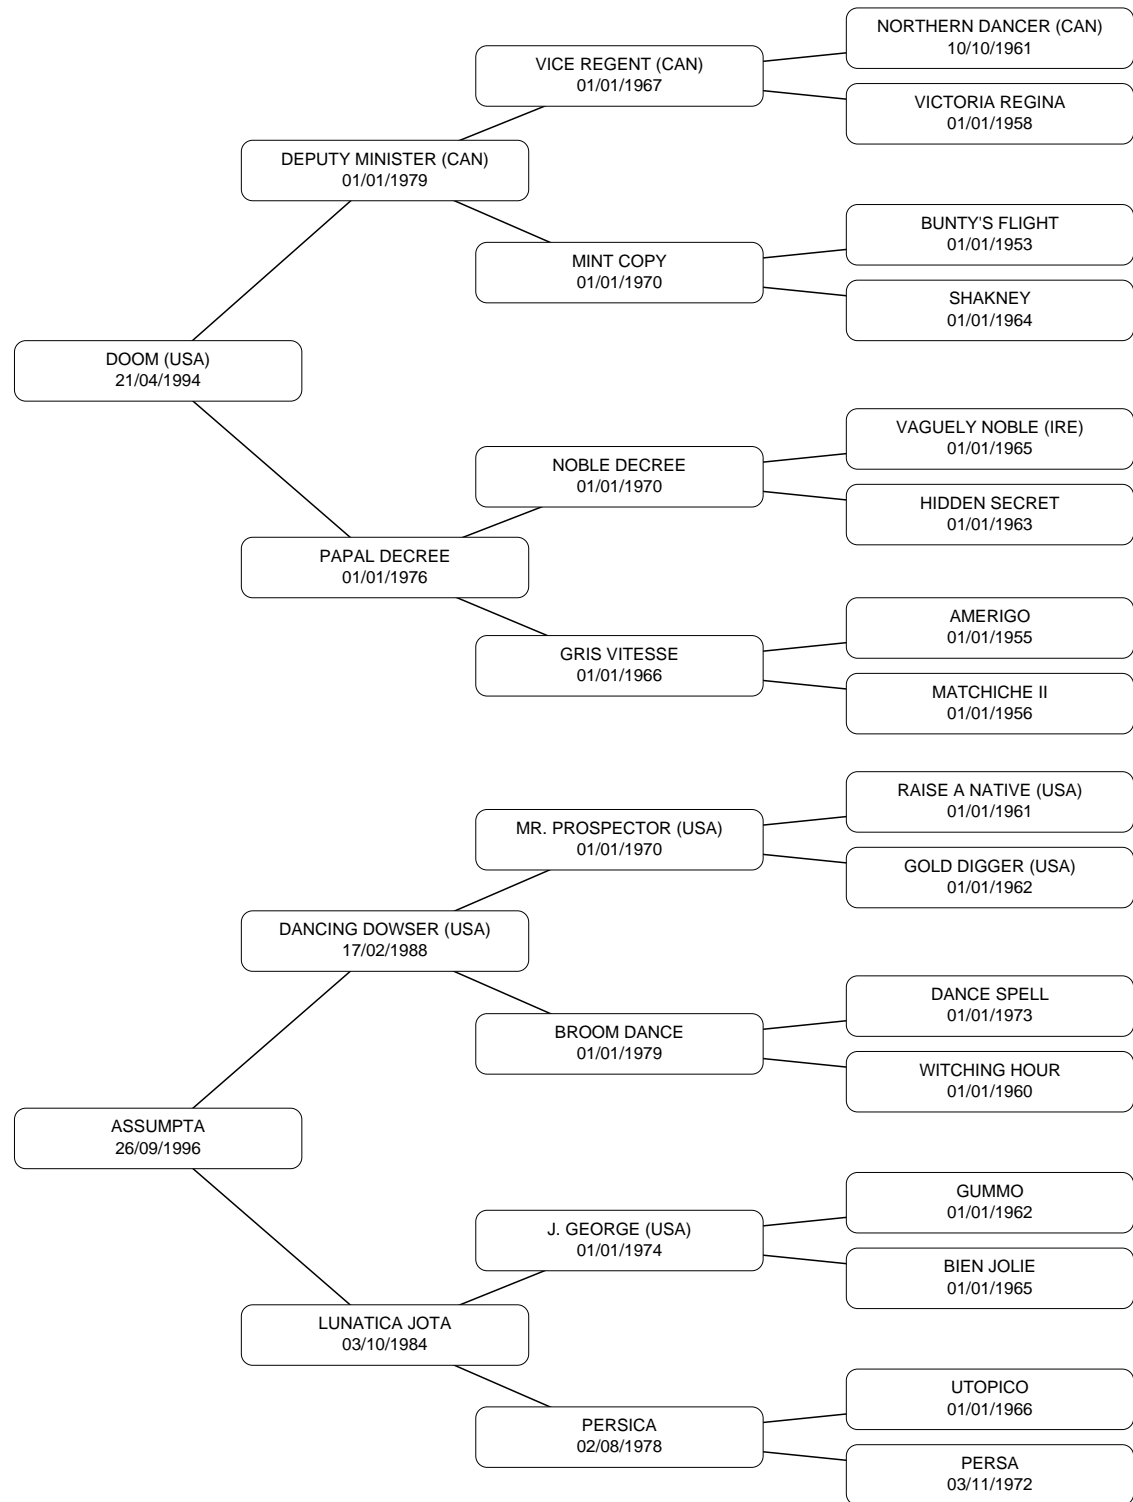 NORTHERN DANCER (CAN)
10/10/1961
VICE REGENT (CAN)
01/01/1967
VICTORIA REGINA
01/01/1958
DEPUTY MINISTER (CAN)
01/01/1979
BUNTY'S FLIGHT
01/01/1953
MINT COPY
01/01/1970
SHAKNEY
01/01/1964
DOOM (USA)
21/04/1994
VAGUELY NOBLE (IRE)
01/01/1965
NOBLE DECREE
01/01/1970
HIDDEN SECRET
01/01/1963
PAPAL DECREE
01/01/1976
AMERIGO
01/01/1955
GRIS VITESSE
01/01/1966
MATCHICHE II
01/01/1956
RAISE A NATIVE (USA)
01/01/1961
MR. PROSPECTOR (USA)
01/01/1970
GOLD DIGGER (USA)
01/01/1962
DANCING DOWSER (USA)
17/02/1988
DANCE SPELL
01/01/1973
BROOM DANCE
01/01/1979
WITCHING HOUR
01/01/1960
ASSUMPTA
26/09/1996
GUMMO
01/01/1962
J. GEORGE (USA)
01/01/1974
BIEN JOLIE
01/01/1965
LUNATICA JOTA
03/10/1984
UTOPICO
01/01/1966
PERSICA
02/08/1978
PERSA
03/11/1972